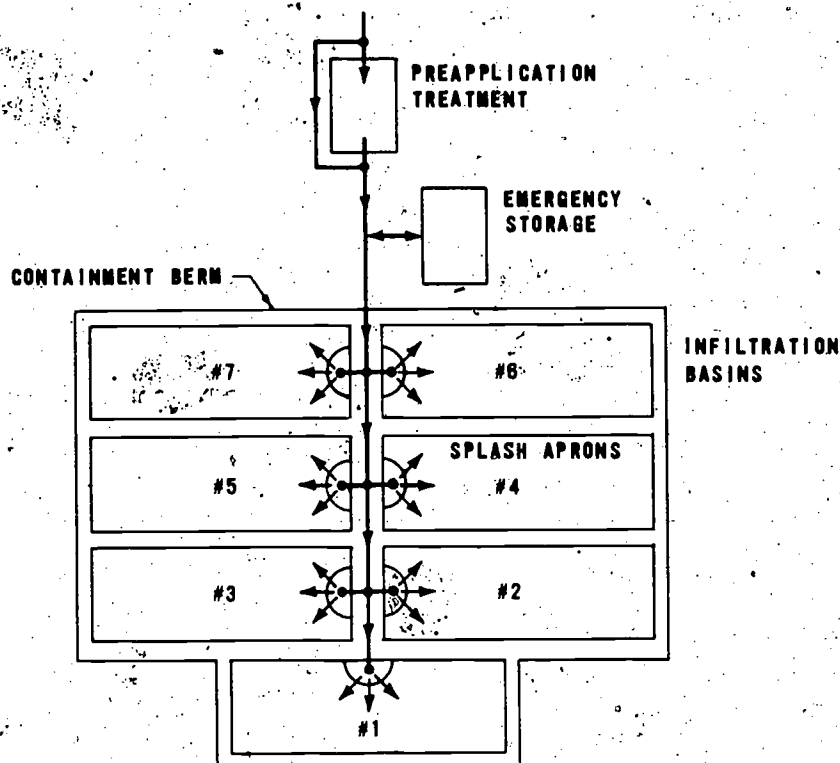 PREAPPLICATION
TREATMENT
EMERGENCY
STORAGE
CONTAINMENT BERM
INFILTRATION
BASINS
#7
#6
SPLASH APRONS
#5
#4
#3
#2
#1